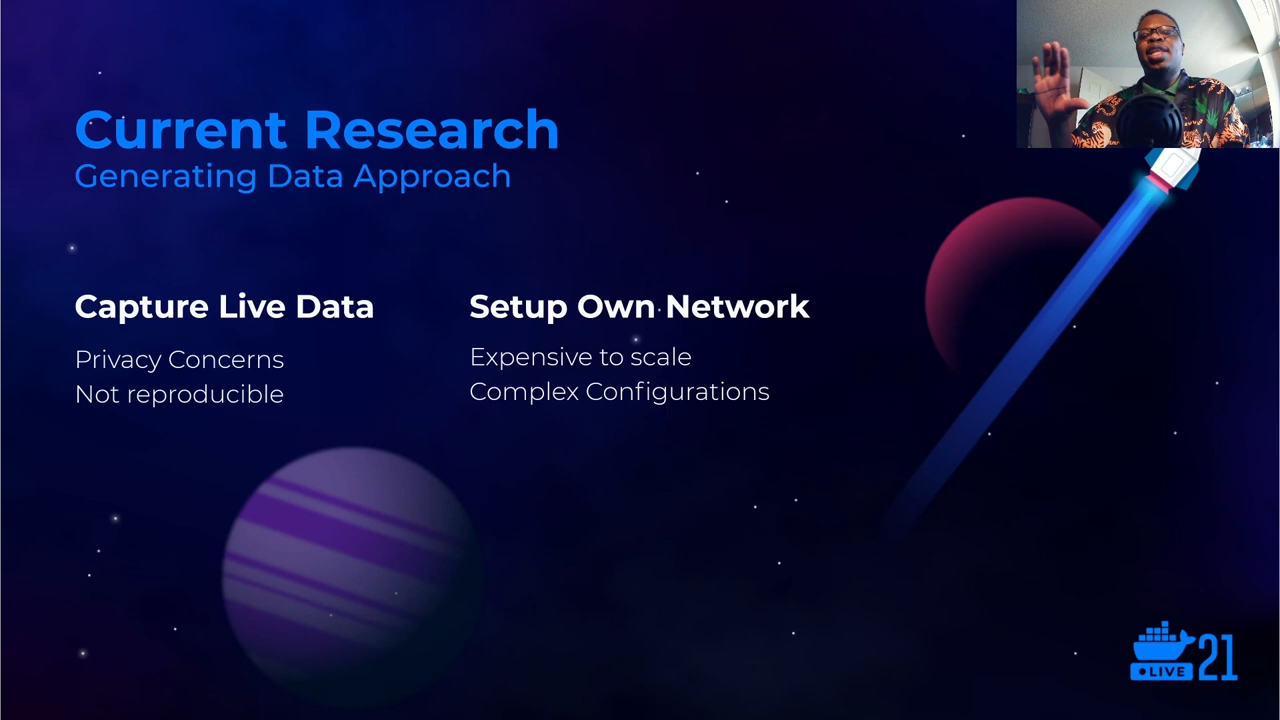 Current Research
Generating Data Approach
Capture Live Data
Privacy Concerns
Not reproducible
Setup Own Network
Expensive to scale
Complex Configurations
LIVE 21